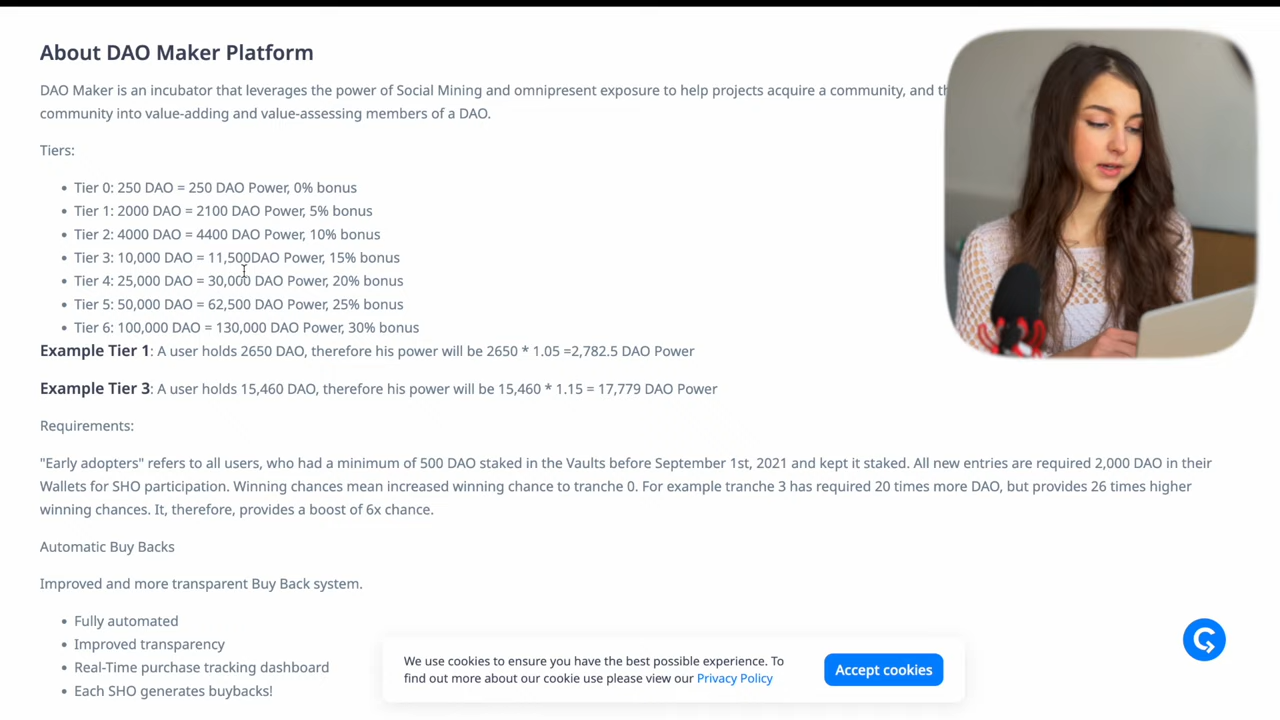 About DAO Maker Platform
DAO Maker is an incubator that leverages the power of Social Mining and omnipresent exposure to help projects acquire a community, and
community into value-adding and value-assessing members of a DAO.
Tiers:
• Tier 0: 250 DAO = 250 DAO Power, 0% bonus
• Tier 1: 2000 DAO = 2100 DAO Power, 5% bonus
• Tier 2: 4000 DAO = 4400 DAO Power, 10% bonus
• Tier 3: 10,000 DAO = 11,500DAO Power, 15% bonus
• Tier 4: 25,000 DAO = 30,000 DAO Power, 20% bonus
• Tier 5: 50,000 DAO = 62,500 DAO Power, 25% bonus
• Tier 6: 100,000 DAO = 130,000 DAO Power, 30% bonus
Example Tier 1: A user holds 2650 DAO, therefore his power will be 2650 * 1.05 =2,782.5 DAO Power
Example Tier 3: A user holds 15,460 DAO, therefore his power will be 15,460 * 1.15 = 17,779 DAO Power
Requirements:
"Early adopters" refers to all users, who had a minimum of 500 DAO staked in the Vaults before September 1st, 2021 and kept it staked. All new entries are required 2,000 DAO in their
Wallets for SHO participation. Winning chances mean increased winning chance to tranche 0. For example tranche 3 has required 20 times more DAO, but provides 26 times higher
winning chances. It, therefore, provides a boost of 6x chance.
Automatic Buy Backs
Improved and more transparent Buy Back system.
• Fully automated
• Improved transparency
• Real-Time purchase tracking dashboard
• Each SHO generates buybacks!
We use cookies to ensure you have the best possible experience. To
find out more about our cookie use please view our Privacy Policy
Accept cookies